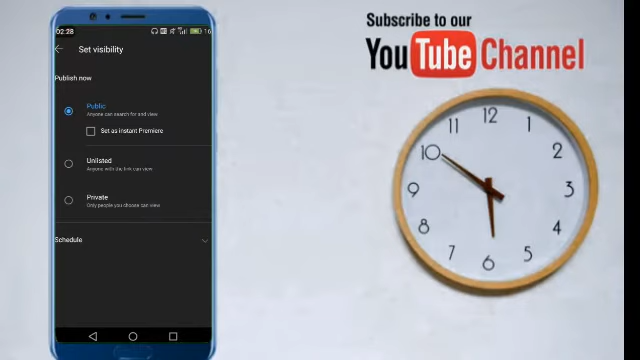 02:28
16
Set visibility
Publish now
Public
Anyone can search for and view
Set as instant Premiere
Unlisted
Anyone with the link can view
Private
Only people you choose can view
Schedule
Subscribe to our
YouTube Channel
12
1
2
3
4
5
6
7
8
9
10
11